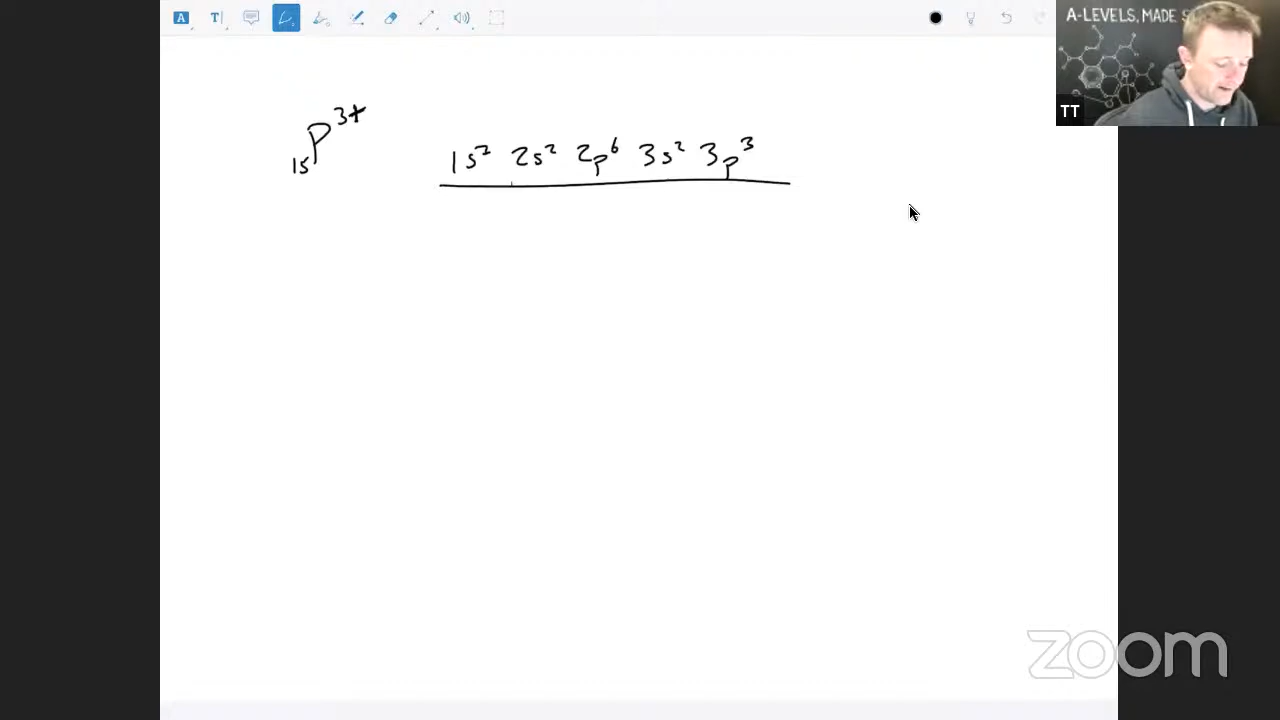 A-LEVELS, MADE S
TT
₁₅P³⁺
1s² 2s² 2p⁶ 3s² 3p³
zoom